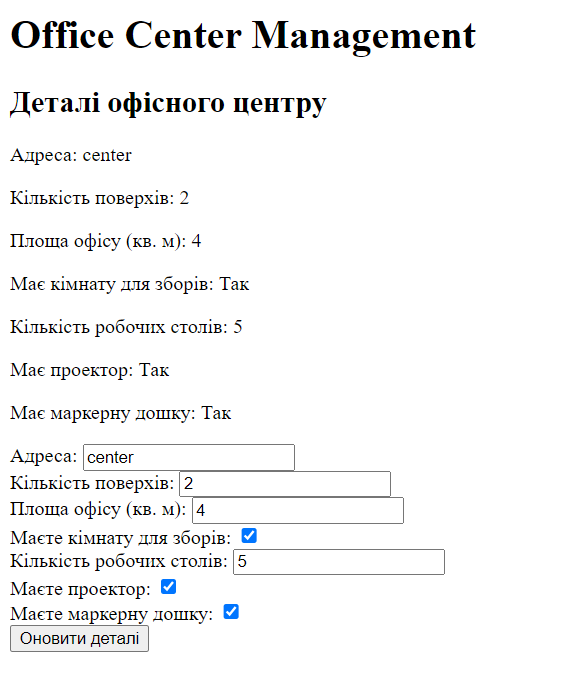 Office Center Management
Деталі офісного центру
Адреса: center
Кількість поверхів: 2
Площа офісу (кв. м): 4
Має кімнату для зборів: Так
Кількість робочих столів: 5
Має проектор: Так
Має маркерну дошку: Так
Адреса: center
Кількість поверхів: 2
Площа офісу (кв. м): 4
Маєте кімнату для зборів:
Кількість робочих столів: 5
Маєте проектор:
Маєте маркерну дошку:
Оновити деталі